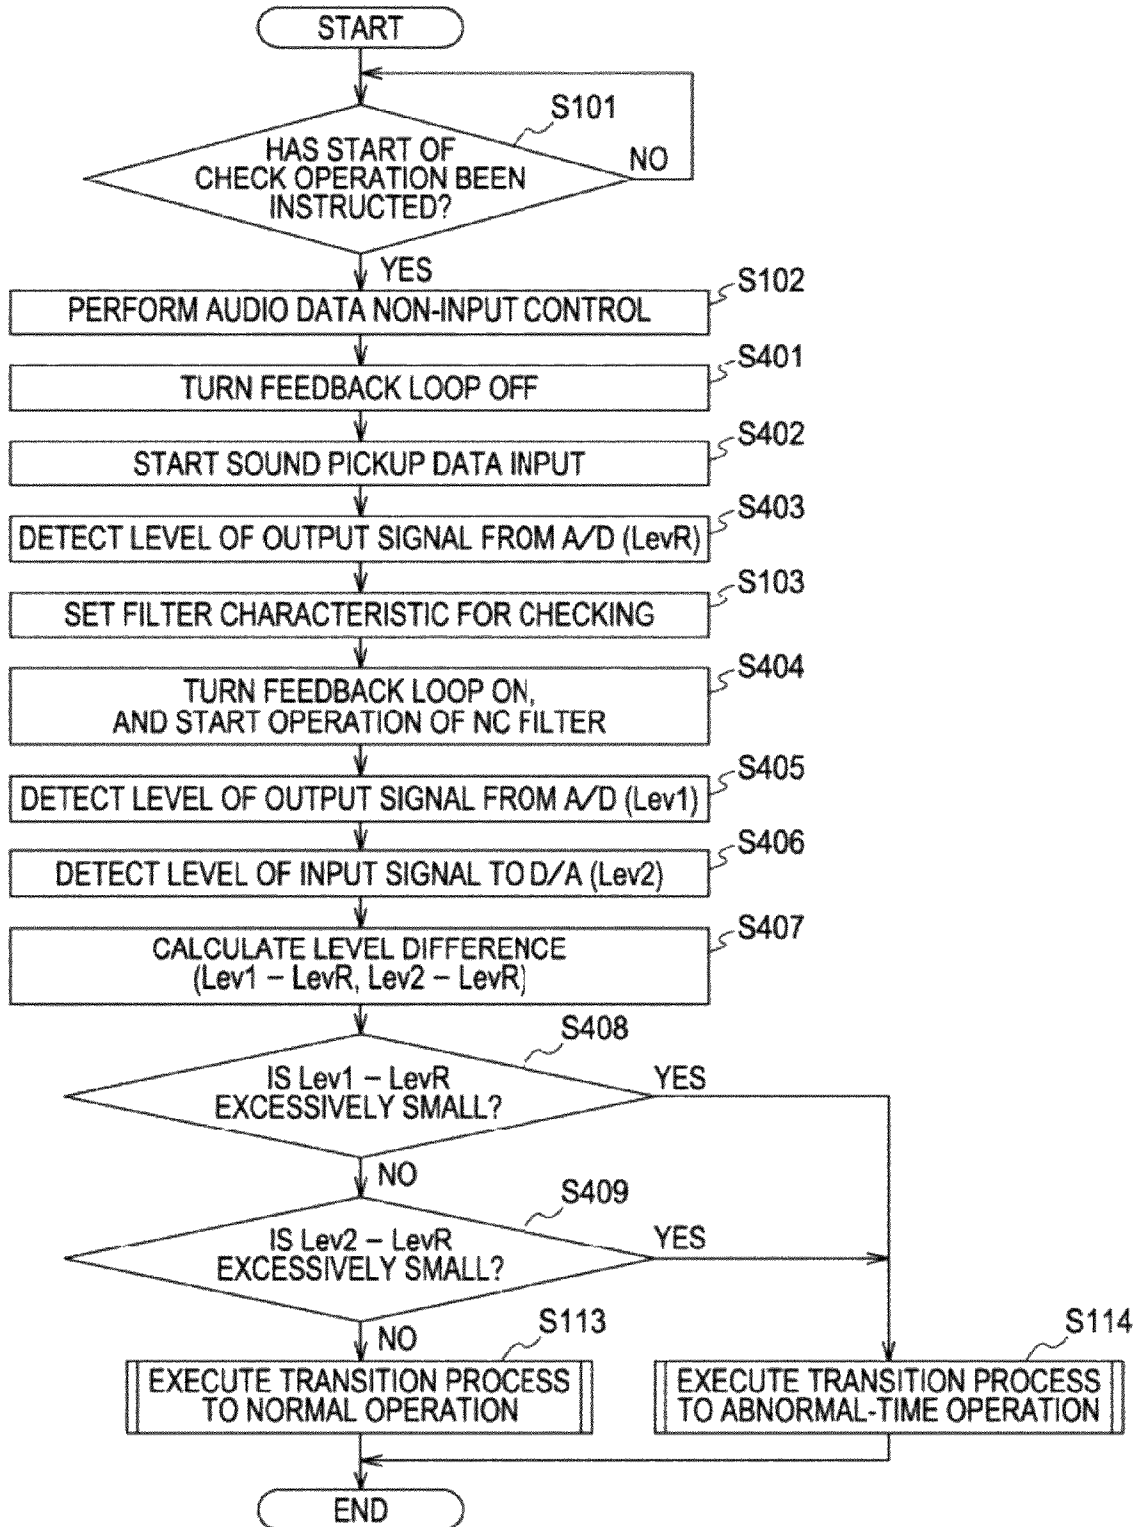 START
S101
HAS START OF
CHECK OPERATION BEEN
INSTRUCTED?
NO
YES
S102
PERFORM AUDIO DATA NON-INPUT CONTROL
S401
TURN FEEDBACK LOOP OFF
S402
START SOUND PICKUP DATA INPUT
S403
DETECT LEVEL OF OUTPUT SIGNAL FROM A/D (LevR)
S103
SET FILTER CHARACTERISTIC FOR CHECKING
S404
TURN FEEDBACK LOOP ON,
AND START OPERATION OF NC FILTER
S405
DETECT LEVEL OF OUTPUT SIGNAL FROM A/D (Lev1)
S406
DETECT LEVEL OF INPUT SIGNAL TO D/A (Lev2)
S407
CALCULATE LEVEL DIFFERENCE
(Lev1 – LevR, Lev2 – LevR)
S408
IS Lev1 – LevR
EXCESSIVELY SMALL?
YES
NO
S409
IS Lev2 – LevR
EXCESSIVELY SMALL?
YES
NO
S113
EXECUTE TRANSITION PROCESS
TO NORMAL OPERATION
S114
EXECUTE TRANSITION PROCESS
TO ABNORMAL-TIME OPERATION
END